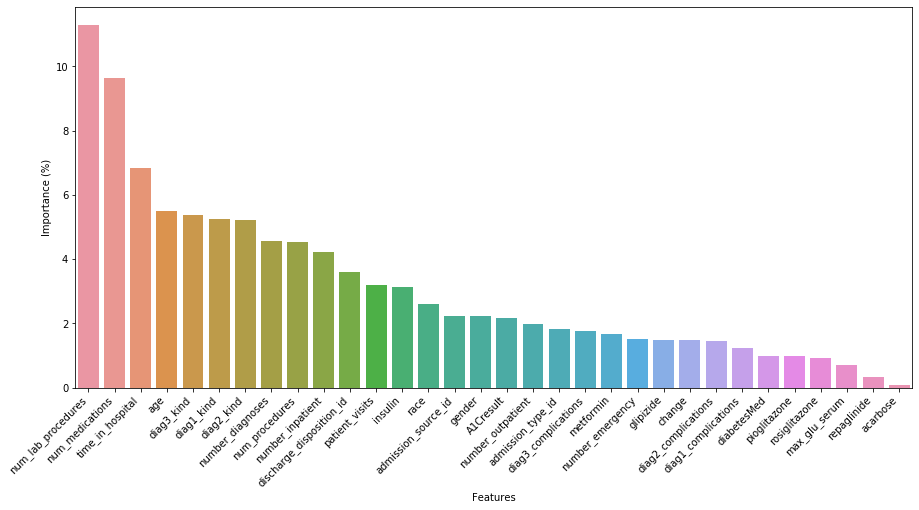 10
8
6
4
2
0
Importance (%)
num_lab_procedures
num_medications
time_in_hospital
age
diag3_kind
diag1_kind
diag2_kind
number_diagnoses
num_procedures
number_inpatient
discharge_disposition_id
patient_visits
insulin
race
admission_source_id
gender
A1Cresult
number_outpatient
admission_type_id
diag3_complications
metformin
number_emergency
glipizide
change
diag2_complications
diag1_complications
diabetesMed
pioglitazone
rosiglitazone
max_glu_serum
repaglinide
acarbose
Features